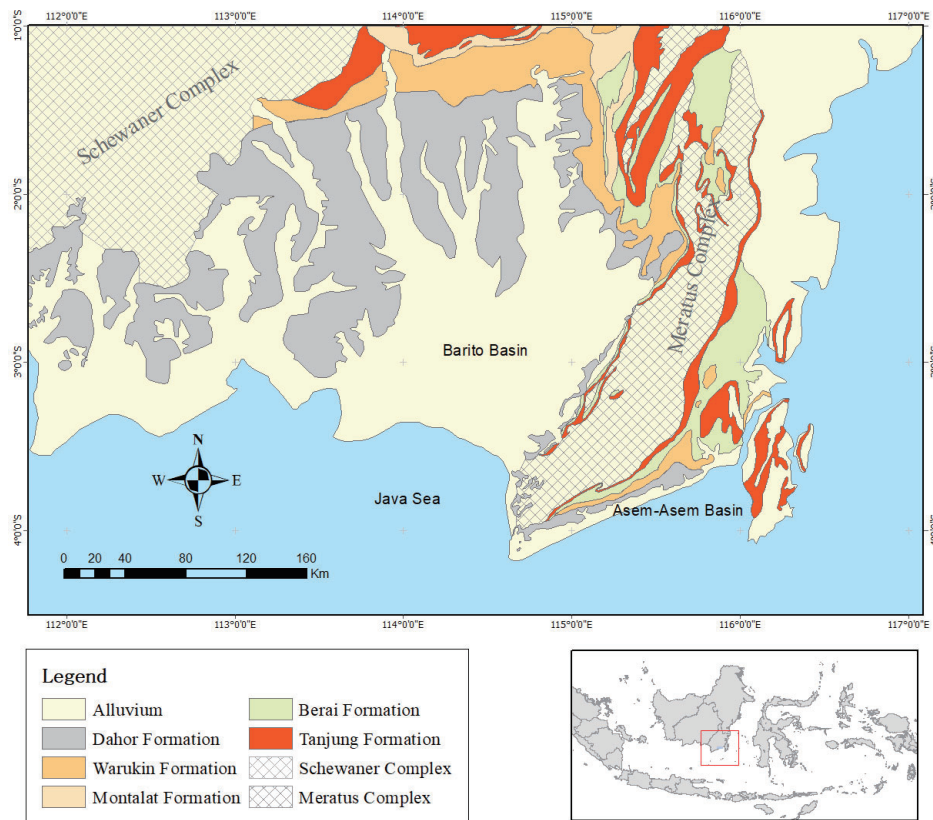 112°0'0"E 113°0'0"E 114°0'0"E 115°0'0"E 116°0'0"E 117°0'0"E
1°0'0"S
2°0'0"S
3°0'0"S
4°0'0"S
Schewaner Complex
Meratus Complex
Barito Basin
N
W E
S
Java Sea
Asem-Asem Basin
0 20 40 80 120 160
Km
112°0'0"E 113°0'0"E 114°0'0"E 115°0'0"E 116°0'0"E 117°0'0"E
Legend
Alluvium
Dahor Formation
Warukin Formation
Montalat Formation
Berai Formation
Tanjung Formation
Schewaner Complex
Meratus Complex